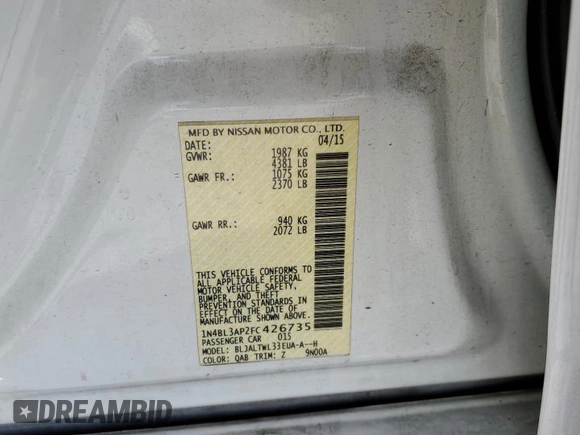 MFD BY NISSAN MOTOR CO., LTD.
DATE: 04/15
GVWR: 1987 KG
4381 LB
GAWR FR.: 1075 KG
2370 LB
GAWR RR.: 940 KG
2072 LB
THIS VEHICLE CONFORMS TO
ALL APPLICABLE FEDERAL
MOTOR VEHICLE SAFETY,
BUMPER, AND THEFT
PREVENTION STANDARDS
IN EFFECT ON THE DATE OF
MANUFACTURE SHOWN ABOVE.
1N4BL3AP2FC426735
PASSENGER CAR 015
MODEL: BLJALTWL33EUA-A--H
COLOR: QAB TRIM: Z 9N00A
DREAMBID